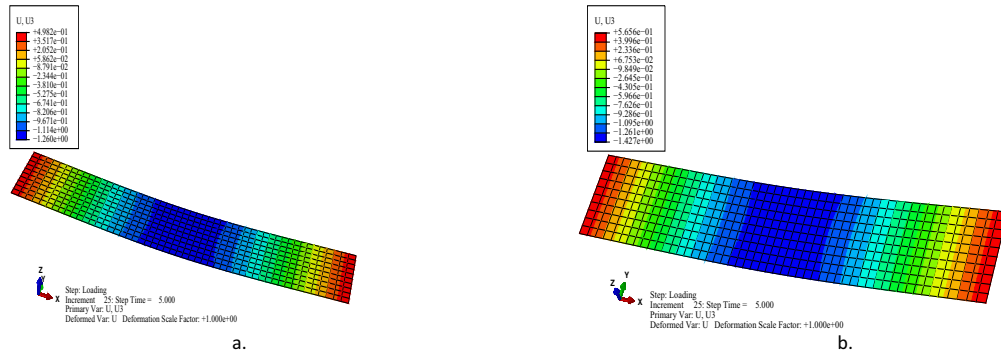 U, U3
+4.982e−01
+3.517e−01
+2.052e−01
+5.862e−02
−8.791e−02
−2.344e−01
−3.810e−01
−5.275e−01
−6.741e−01
−8.206e−01
−9.671e−01
−1.114e+00
−1.260e+00
Z
Y
X
Step: Loading
Increment 25: Step Time = 5.000
Primary Var: U, U3
Deformed Var: U Deformation Scale Factor: +1.000e+00
a.
U, U3
+5.656e−01
+3.996e−01
+2.336e−01
+6.753e−02
−9.849e−02
−2.645e−01
−4.305e−01
−5.966e−01
−7.626e−01
−9.286e−01
−1.095e+00
−1.261e+00
−1.427e+00
Y
Z
X
Step: Loading
Increment 25: Step Time = 5.000
Primary Var: U, U3
Deformed Var: U Deformation Scale Factor: +1.000e+00
b.